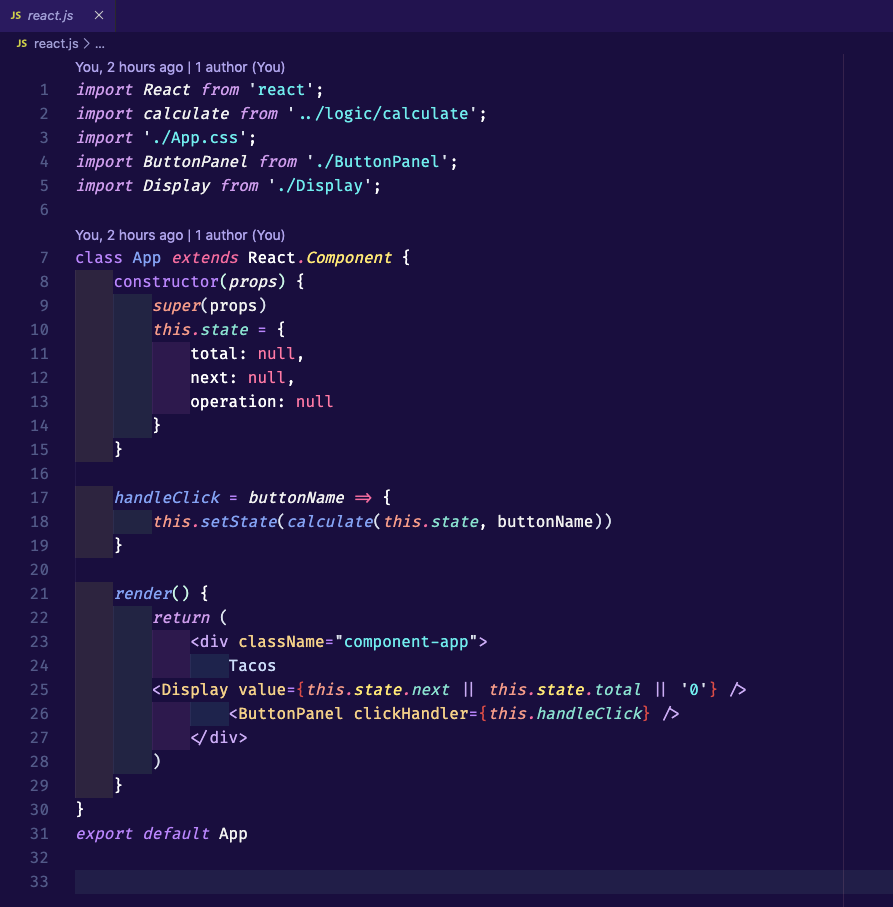 JS react.js ×
JS react.js > ...
You, 2 hours ago | 1 author (You)
1 import React from 'react';
2 import calculate from '../logic/calculate';
3 import './App.css';
4 import ButtonPanel from './ButtonPanel';
5 import Display from './Display';
6
You, 2 hours ago | 1 author (You)
7 class App extends React.Component {
8     constructor(props) {
9         super(props)
10         this.state = {
11             total: null,
12             next: null,
13             operation: null
14         }
15     }
16
17     handleClick = buttonName => {
18         this.setState(calculate(this.state, buttonName))
19     }
20
21     render() {
22         return (
23             <div className="component-app">
24                 Tacos
25         <Display value={this.state.next || this.state.total || '0'} />
26                 <ButtonPanel clickHandler={this.handleClick} />
27             </div>
28         )
29     }
30 }
31 export default App
32
33